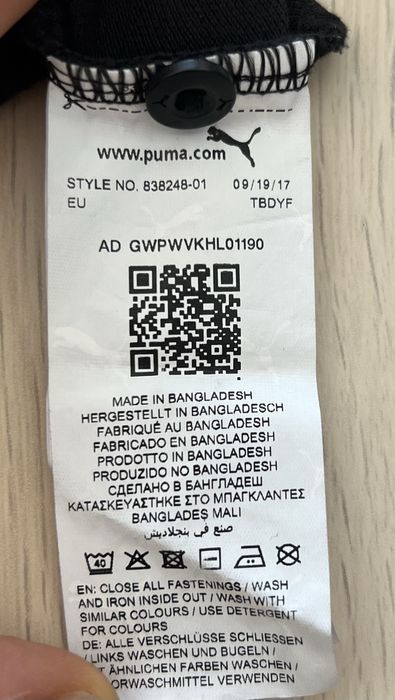 www.puma.com
STYLE NO. 838248-01 09/19/17
EU TBDYF
AD GWPWVKHL01190
MADE IN BANGLADESH
HERGESTELLT IN BANGLADESCH
FABRIQUÉ AU BANGLADESH
FABRICADO EN BANGLADESH
PRODOTTO IN BANGLADESH
PRODUZIDO NO BANGLADESH
СДЕЛАНО В БАНГЛАДЕШ
ΚΑΤΑΣΚΕΥΑΣΤΗΚΕ ΣΤΟ ΜΠΑΓΚΛΑΝΤΕΣ
BANGLADEŞ MALI
صنع في بنجلاديش
40
EN: CLOSE ALL FASTENINGS / WASH
AND IRON INSIDE OUT / WASH WITH
SIMILAR COLOURS / USE DETERGENT
FOR COLOURS
DE: ALLE VERSCHLÜSSE SCHLIESSEN
/ LINKS WASCHEN UND BUGELN /
T ÄHNLICHEN FARBEN WASCHEN /
ORWASCHMITTEL VERWENDEN